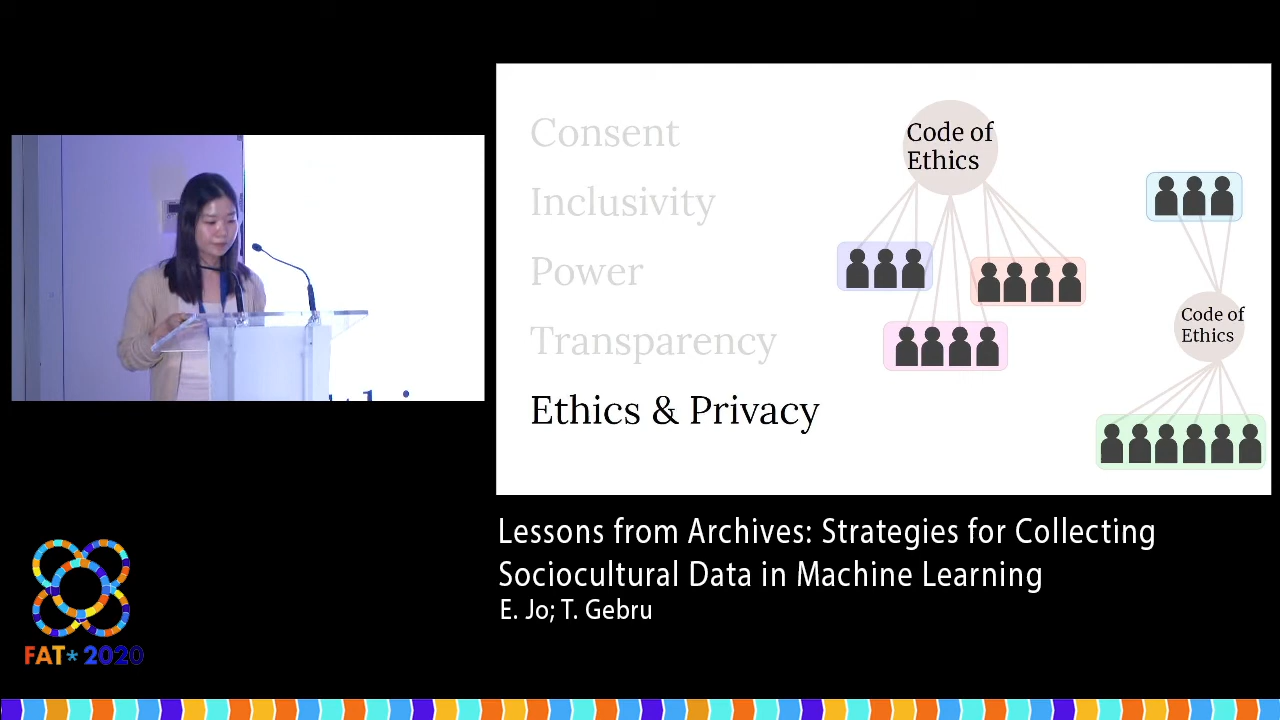 Consent
Inclusivity
Power
Transparency
Ethics & Privacy
Code of
Ethics
Code of
Ethics
Lessons from Archives: Strategies for Collecting
Sociocultural Data in Machine Learning
E. Jo; T. Gebru
FAT* 2020